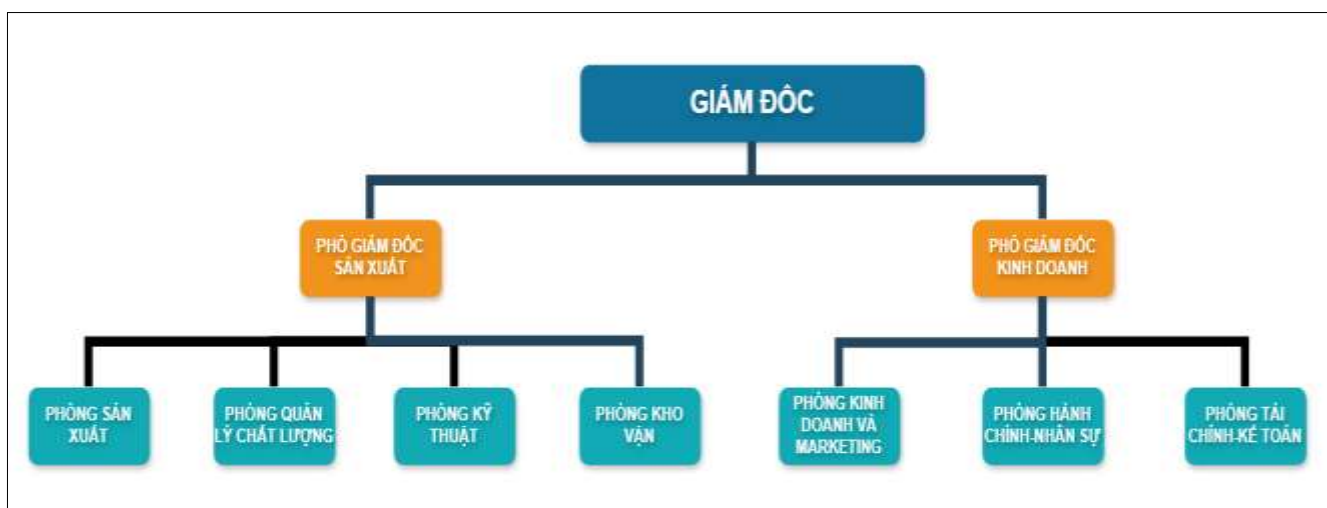 GIÁM ĐỐC
PHÓ GIÁM ĐỐC
SẢN XUẤT
PHÓ GIÁM ĐỐC
KINH DOANH
PHÒNG SẢN
XUẤT
PHÒNG QUẢN
LÝ CHẤT LƯỢNG
PHÒNG KỸ
THUẬT
PHÒNG KHO
VẬN
PHÒNG KINH
DOANH VÀ
MARKETING
PHÒNG HÀNH
CHÍNH-NHÂN SỰ
PHÒNG TÀI
CHÍNH-KẾ TOÁN